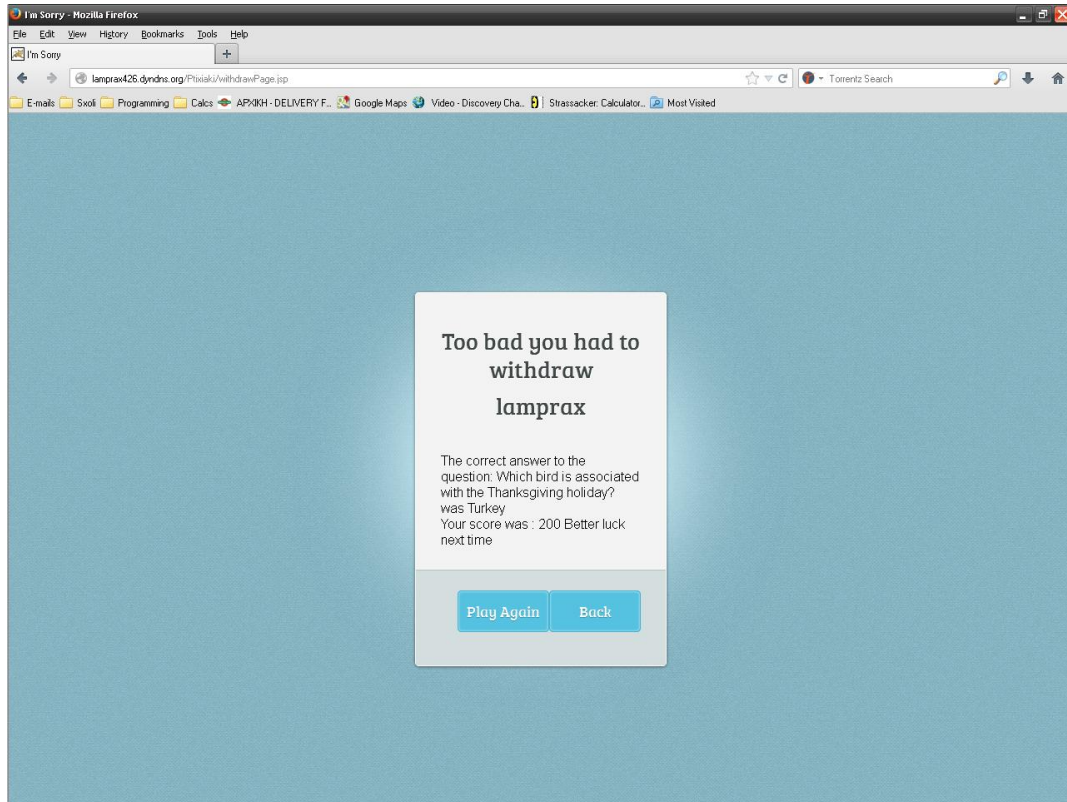 I'm Sorry - Mozilla Firefox
File Edit View History Bookmarks Tools Help
I'm Sorry
lamprax426.dyndns.org/Ptixiaki/withdrawPage.jsp
Torrentz Search
E-mails Sxoli Programming Calcs ΑΡΧΙΚΗ - DELIVERY F... Google Maps Video - Discovery Cha... Strassacker: Calculator... Most Visited
Too bad you had to
withdraw
lamprax
The correct answer to the
question: Which bird is associated
with the Thanksgiving holiday?
was Turkey
Your score was : 200 Better luck
next time
Play Again Back